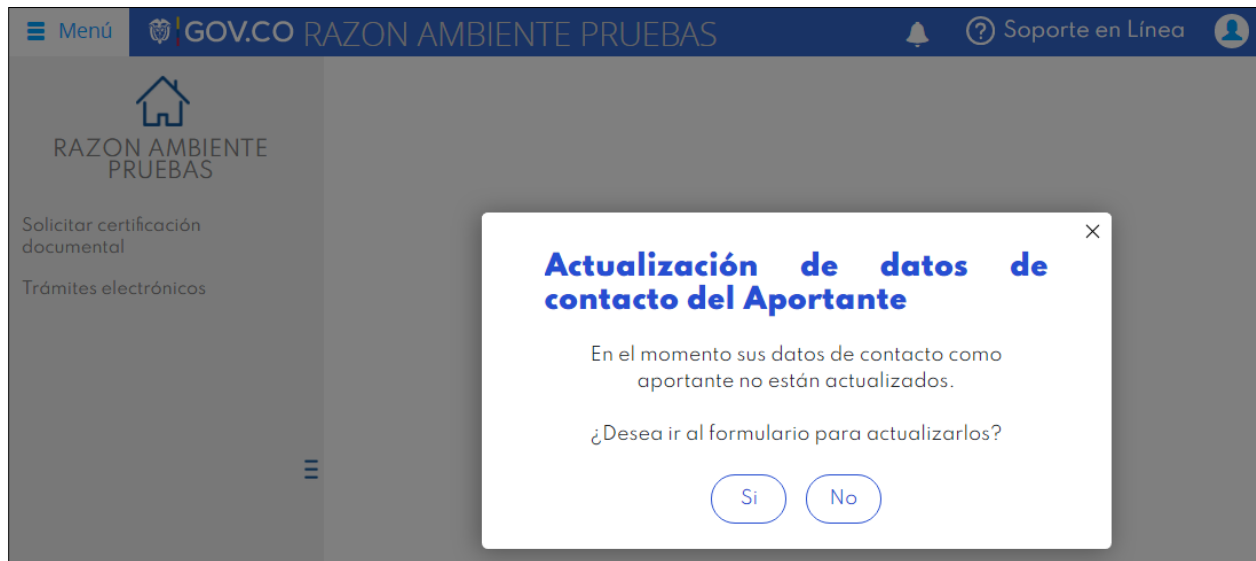 Menú
GOV.CO RAZON AMBIENTE PRUEBAS
Soporte en Línea
RAZON AMBIENTE
PRUEBAS
Solicitar certificación
documental
Trámites electrónicos
Actualización de datos de
contacto del Aportante
En el momento sus datos de contacto como
aportante no están actualizados.
¿Desea ir al formulario para actualizarlos?
Si
No